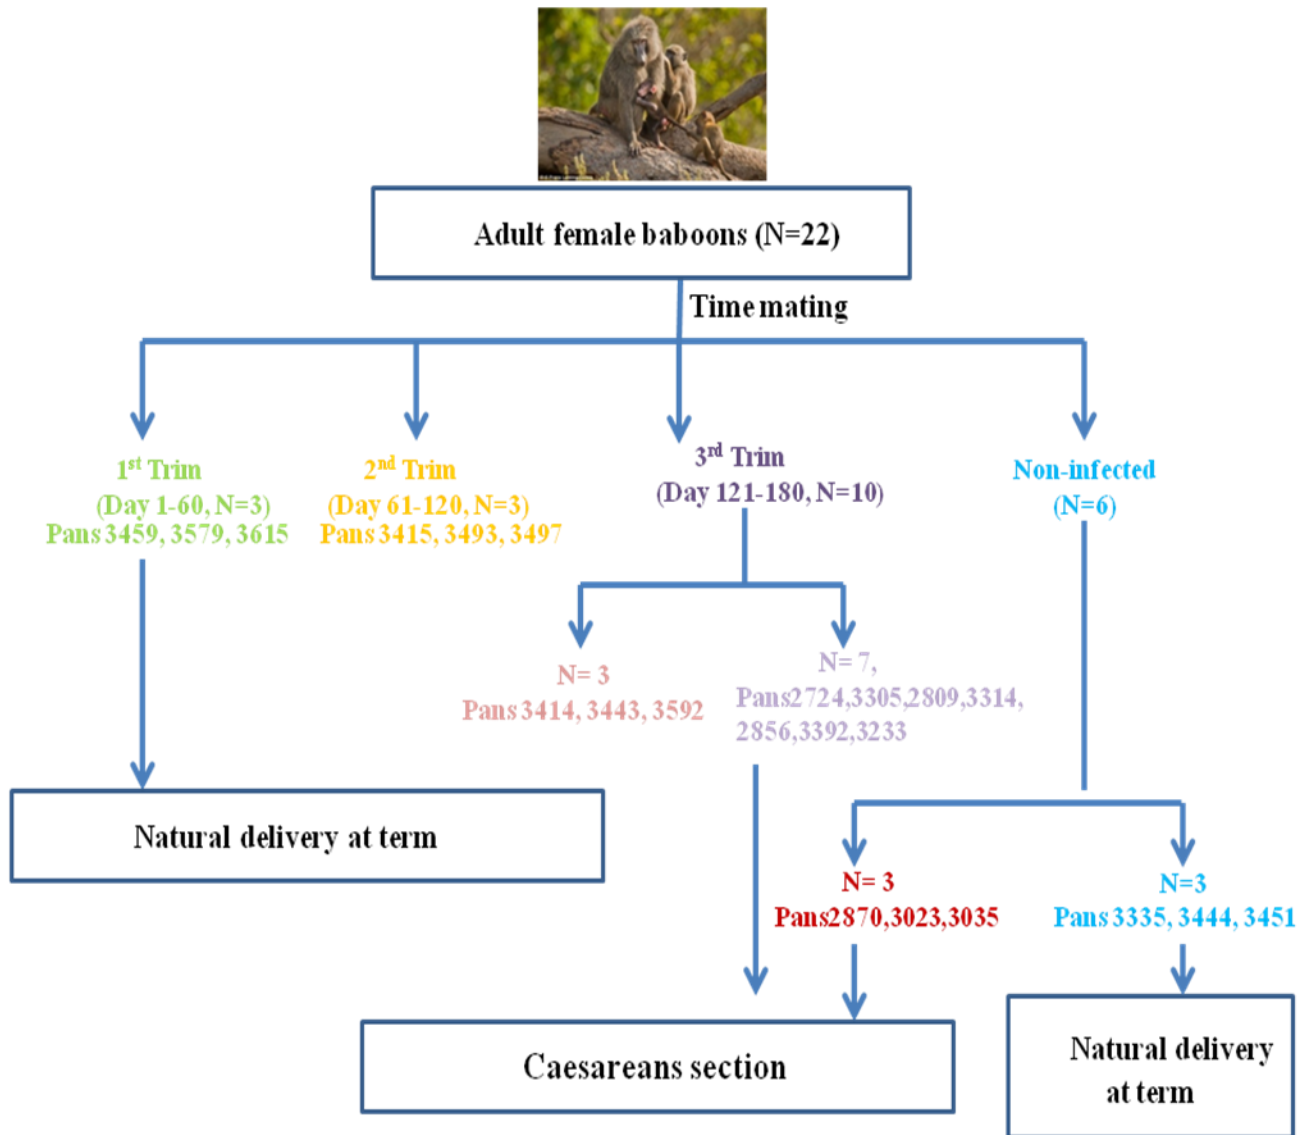 Adult female baboons (N=22)
Time mating
1st Trim
(Day 1-60, N=3)
Pans 3459, 3579, 3615
2nd Trim
(Day 61-120, N=3)
Pans 3415, 3493, 3497
3rd Trim
(Day 121-180, N=10)
Non-infected
(N=6)
N= 3
Pans 3414, 3443, 3592
N= 7,
Pans2724,3305,2809,3314,
2856,3392,3233
Natural delivery at term
N= 3
Pans2870,3023,3035
N=3
Pans 3335, 3444, 3451
Caesareans section
Natural delivery
at term